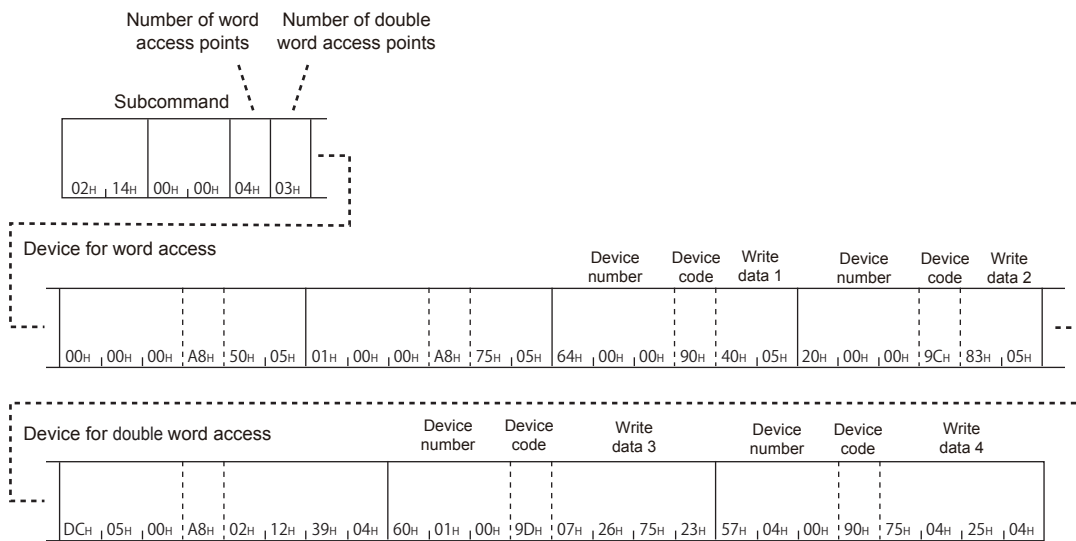 Number of word access points
Number of double word access points
Subcommand
02H 14H 00H 00H 04H 03H
Device for word access
Device number Device code Write data 1 Device number Device code Write data 2
00H 00H 00H A8H 50H 05H 01H 00H 00H A8H 75H 05H 64H 00H 00H 90H 40H 05H 20H 00H 00H 9CH 83H 05H
Device for double word access
Device number Device code Write data 3 Device number Device code Write data 4
DCH 05H 00H A8H 02H 12H 39H 04H 60H 01H 00H 9DH 07H 26H 75H 23H 57H 04H 00H 90H 75H 04H 25H 04H